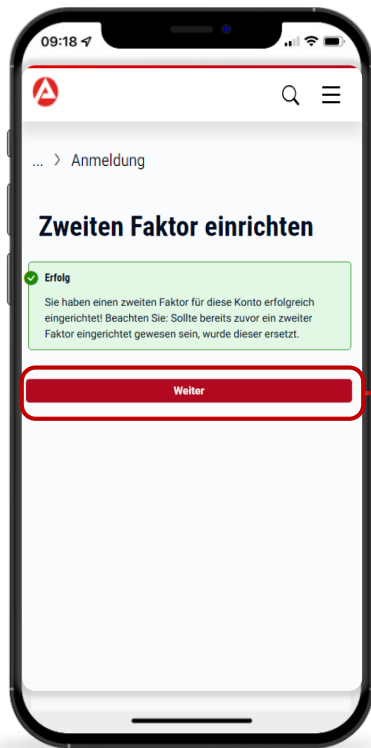 09:18
... > Anmeldung
Zweiten Faktor einrichten
Erfolg
Sie haben einen zweiten Faktor für diese Konto erfolgreich
eingerichtet! Beachten Sie: Sollte bereits zuvor ein zweiter
Faktor eingerichtet gewesen sein, wurde dieser ersetzt.
Weiter